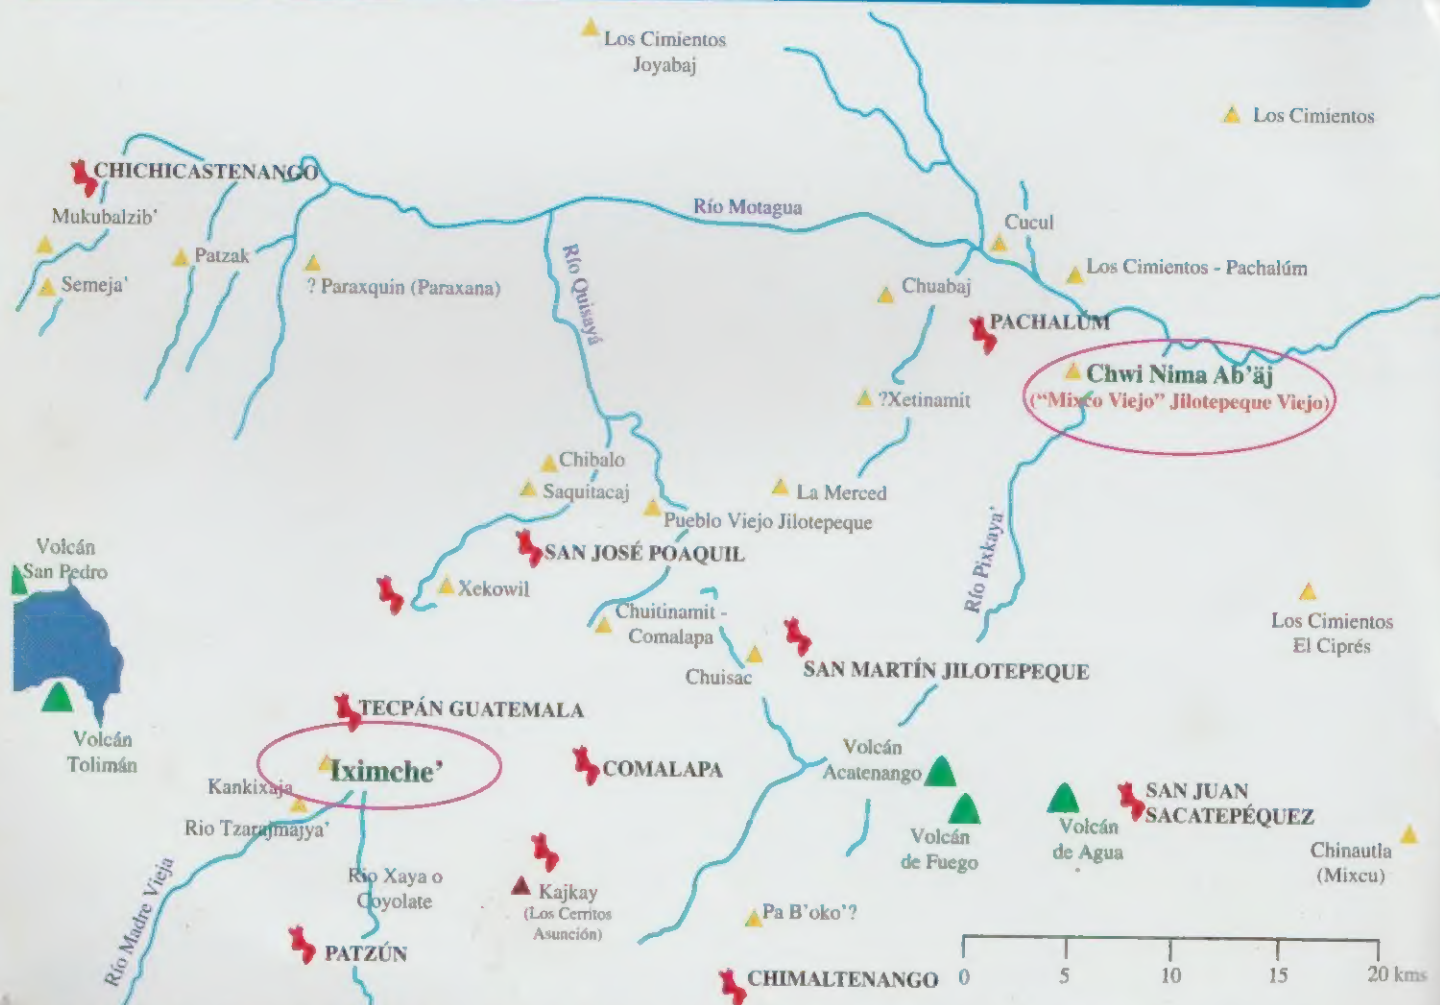 Los Cimientos
Joyabaj
Los Cimientos
CHICHICASTENANGO
Mukubalzib’
Río Motagua
Cucul
Patzak
Río Quisayá
Semeja’
? Paraxquin (Paraxana)
Chuabaj
Los Cimientos - Pachalúm
PACHALÚM
Chwi Nima Ab’äj
(“Mixco Viejo” Jilotepeque Viejo)
?Xetinamit
Chibalo
Saquitacaj
La Merced
Pueblo Viejo Jilotepeque
Río Pixkaya’
Volcán
San Pedro
SAN JOSÉ POAQUIL
Xekowil
Chuitinamit -
Comalapa
Los Cimientos
El Ciprés
Chuisac
SAN MARTÍN JILOTEPEQUE
TECPÁN GUATEMALA
Volcán
Tolimán
Iximche’
COMALAPA
Volcán
Acatenango
Kankixaja
Rio Tzarajmajya’
SAN JUAN
SACATEPÉQUEZ
Volcán
de Fuego
Volcán
de Agua
Chinautla
(Mixcu)
Río Madre Vieja
Rio Xaya o
Coyolate
Kajkay
(Los Cerritos
Asunción)
Pa B’oko’?
PATZÚN
CHIMALTENANGO
0 5 10 15 20 kms